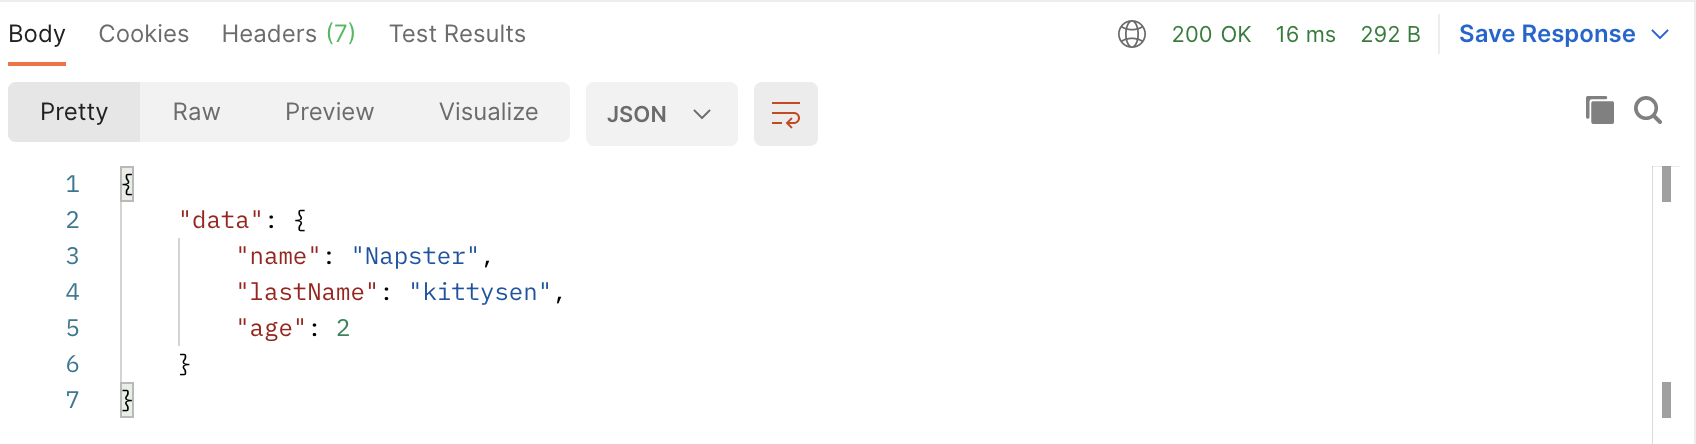 Body Cookies Headers (7) Test Results 200 OK 16 ms 292 B Save Response
Pretty Raw Preview Visualize JSON
1 {
2 "data": {
3 "name": "Napster",
4 "lastName": "kittysen",
5 "age": 2
6 }
7 }